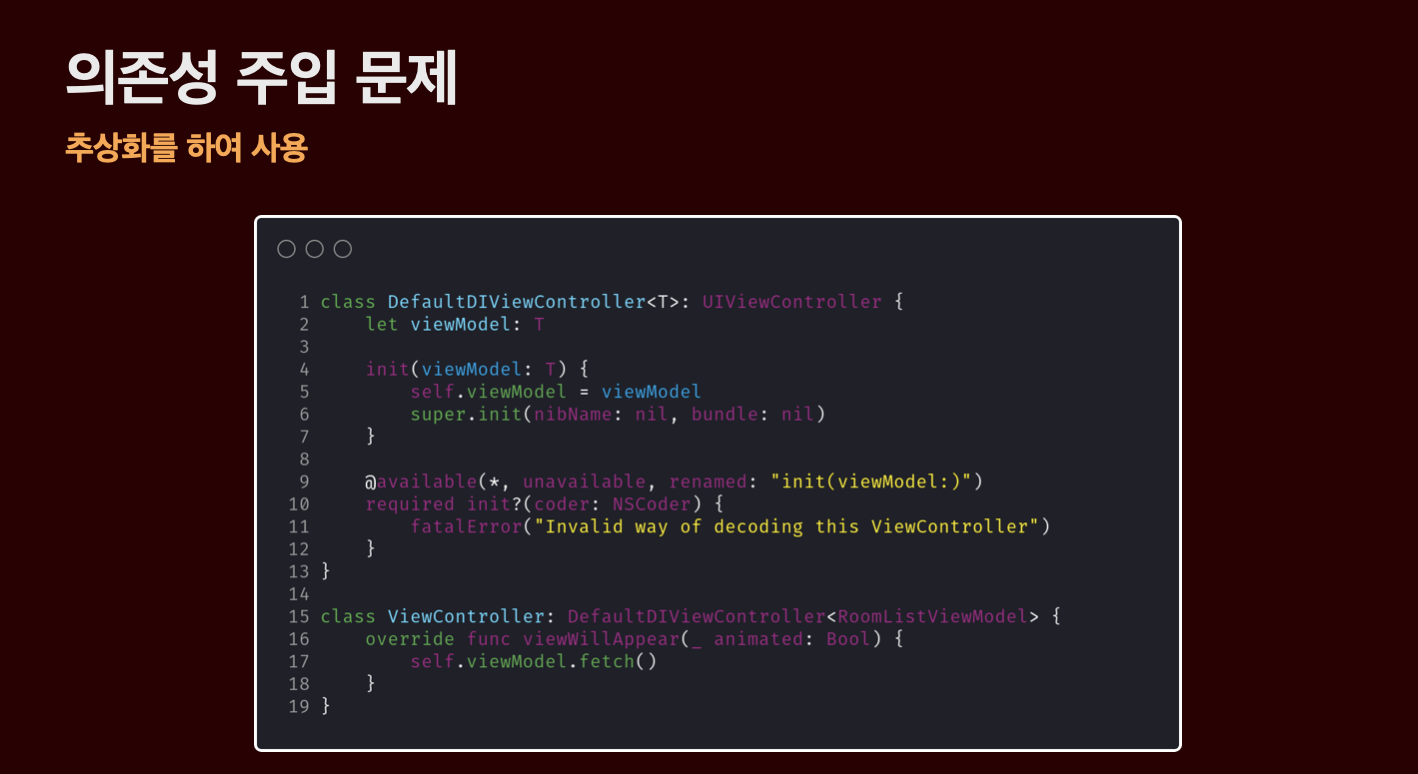 의존성 주입 문제
추상화를 하여 사용
1 class DefaultDIViewController<T>: UIViewController {
2     let viewModel: T
3
4     init(viewModel: T) {
5         self.viewModel = viewModel
6         super.init(nibName: nil, bundle: nil)
7     }
8
9     @available(*, unavailable, renamed: "init(viewModel:)")
10     required init?(coder: NSCoder) {
11         fatalError("Invalid way of decoding this ViewController")
12     }
13 }
14
15 class ViewController: DefaultDIViewController<RoomListViewModel> {
16     override func viewWillAppear(_ animated: Bool) {
17         self.viewModel.fetch()
18     }
19 }